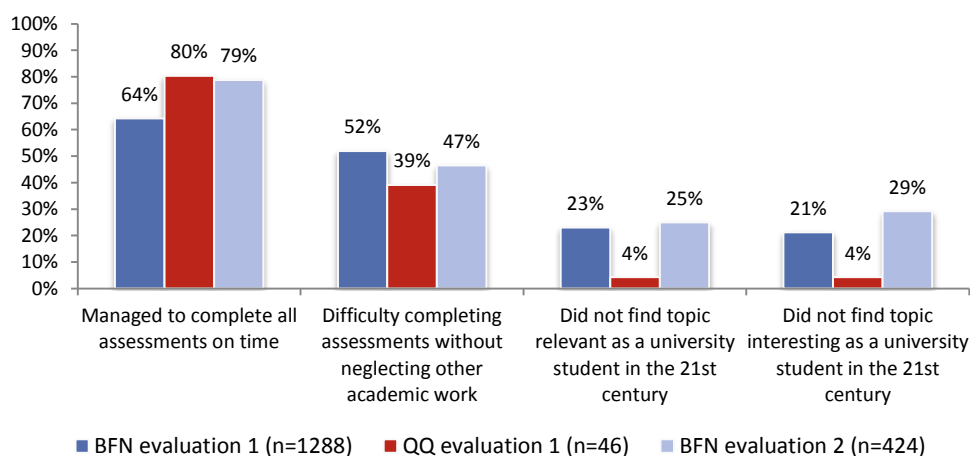 100%
90%
80%
70%
60%
50%
40%
30%
20%
10%
0%
64%
80%
79%
52%
39%
47%
23%
4%
25%
21%
4%
29%
Managed to complete all
assessments on time
Difficulty completing
assessments without
neglecting other
academic work
Did not find topic
relevant as a university
student in the 21st
century
Did not find topic
interesting as a university
student in the 21st
century
BFN evaluation 1 (n=1288)
QQ evaluation 1 (n=46)
BFN evaluation 2 (n=424)